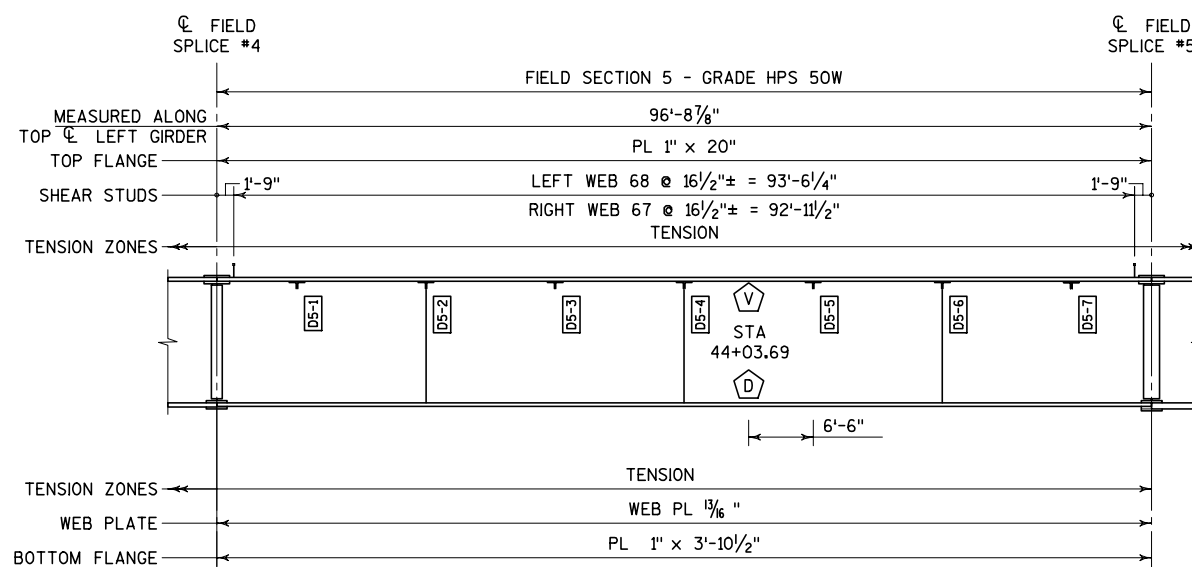 ℄ FIELD
SPLICE #4
℄ FIELD
SPLICE #5
FIELD SECTION 5 - GRADE HPS 50W
MEASURED ALONG
TOP ℄ LEFT GIRDER
96'-8⅞"
TOP FLANGE
PL 1" x 20"
SHEAR STUDS
1'-9"
LEFT WEB 68 @ 16½"± = 93'-6¼"
1'-9"
RIGHT WEB 67 @ 16½"± = 92'-11½"
TENSION ZONES
TENSION
D5-1
D5-2
D5-3
D5-4
V
D5-5
D5-6
D5-7
STA
44+03.69
D
6'-6"
TENSION ZONES
TENSION
WEB PLATE
WEB PL 13/16 "
BOTTOM FLANGE
PL 1" x 3'-10½"